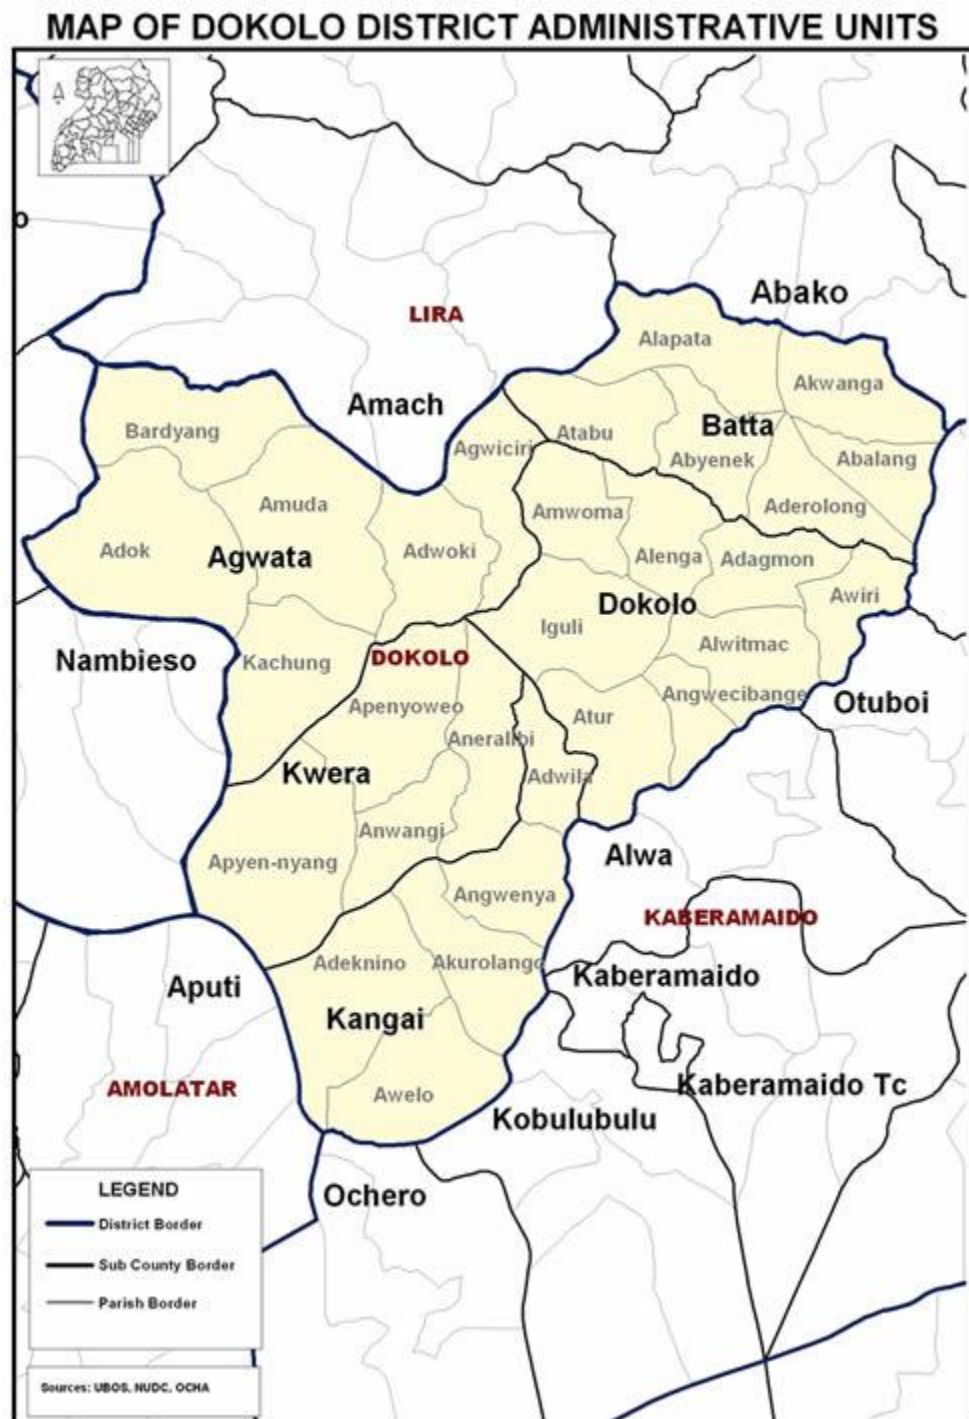 MAP OF DOKOLO DISTRICT ADMINISTRATIVE UNITS
o
Abako
LIRA
Alapata
Akwanga
Amach
Batta
Bardyang
Atabu
Agwiciri
Abyenek
Abalang
Amuda
Amwoma
Aderolong
Adok
Agwata
Adwoki
Alenga
Adagmon
Awiri
Dokolo
Iguli
Alwitmac
Nambieso
Kachung
DOKOLO
Angwecibange
Otuboi
Apenyoweo
Atur
Aneralibi
Kwera
Adwila
Anwangi
Alwa
Apyen-nyang
Angwenya
KABERAMAIDO
Adeknino
Akurolango
Kaberamaido
Aputi
Kangai
AMOLATAR
Kaberamaido Tc
Awelo
Kobulubulu
Ochero
LEGEND
District Border
Sub County Border
Parish Border
Sources: UBOS, NUDC, OCHA